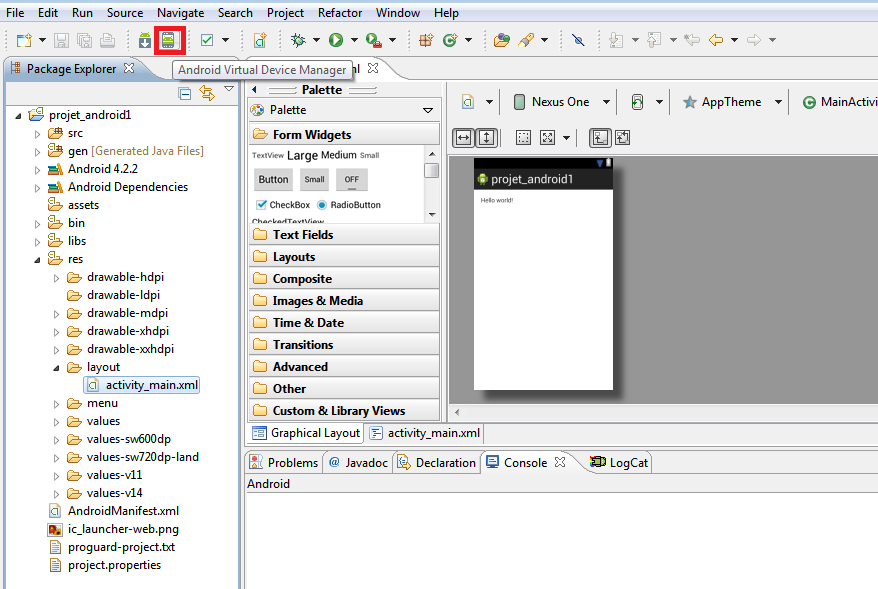 File Edit Run Source Navigate Search Project Refactor Window Help
Package Explorer
Android Virtual Device Manager
ml
projet_android1
src
gen [Generated Java Files]
Android 4.2.2
Android Dependencies
assets
bin
libs
res
drawable-hdpi
drawable-ldpi
drawable-mdpi
drawable-xhdpi
drawable-xxhdpi
layout
activity_main.xml
menu
values
values-sw600dp
values-sw720dp-land
values-v11
values-v14
AndroidManifest.xml
ic_launcher-web.png
proguard-project.txt
project.properties
Palette
Palette
Form Widgets
TextView Large Medium Small
Button Small OFF
CheckBox RadioButton
CheckedTextView
Text Fields
Layouts
Composite
Images & Media
Time & Date
Transitions
Advanced
Other
Custom & Library Views
Graphical Layout activity_main.xml
Nexus One AppTheme MainActivi
projet_android1
Hello world!
Problems @ Javadoc Declaration Console LogCat
Android